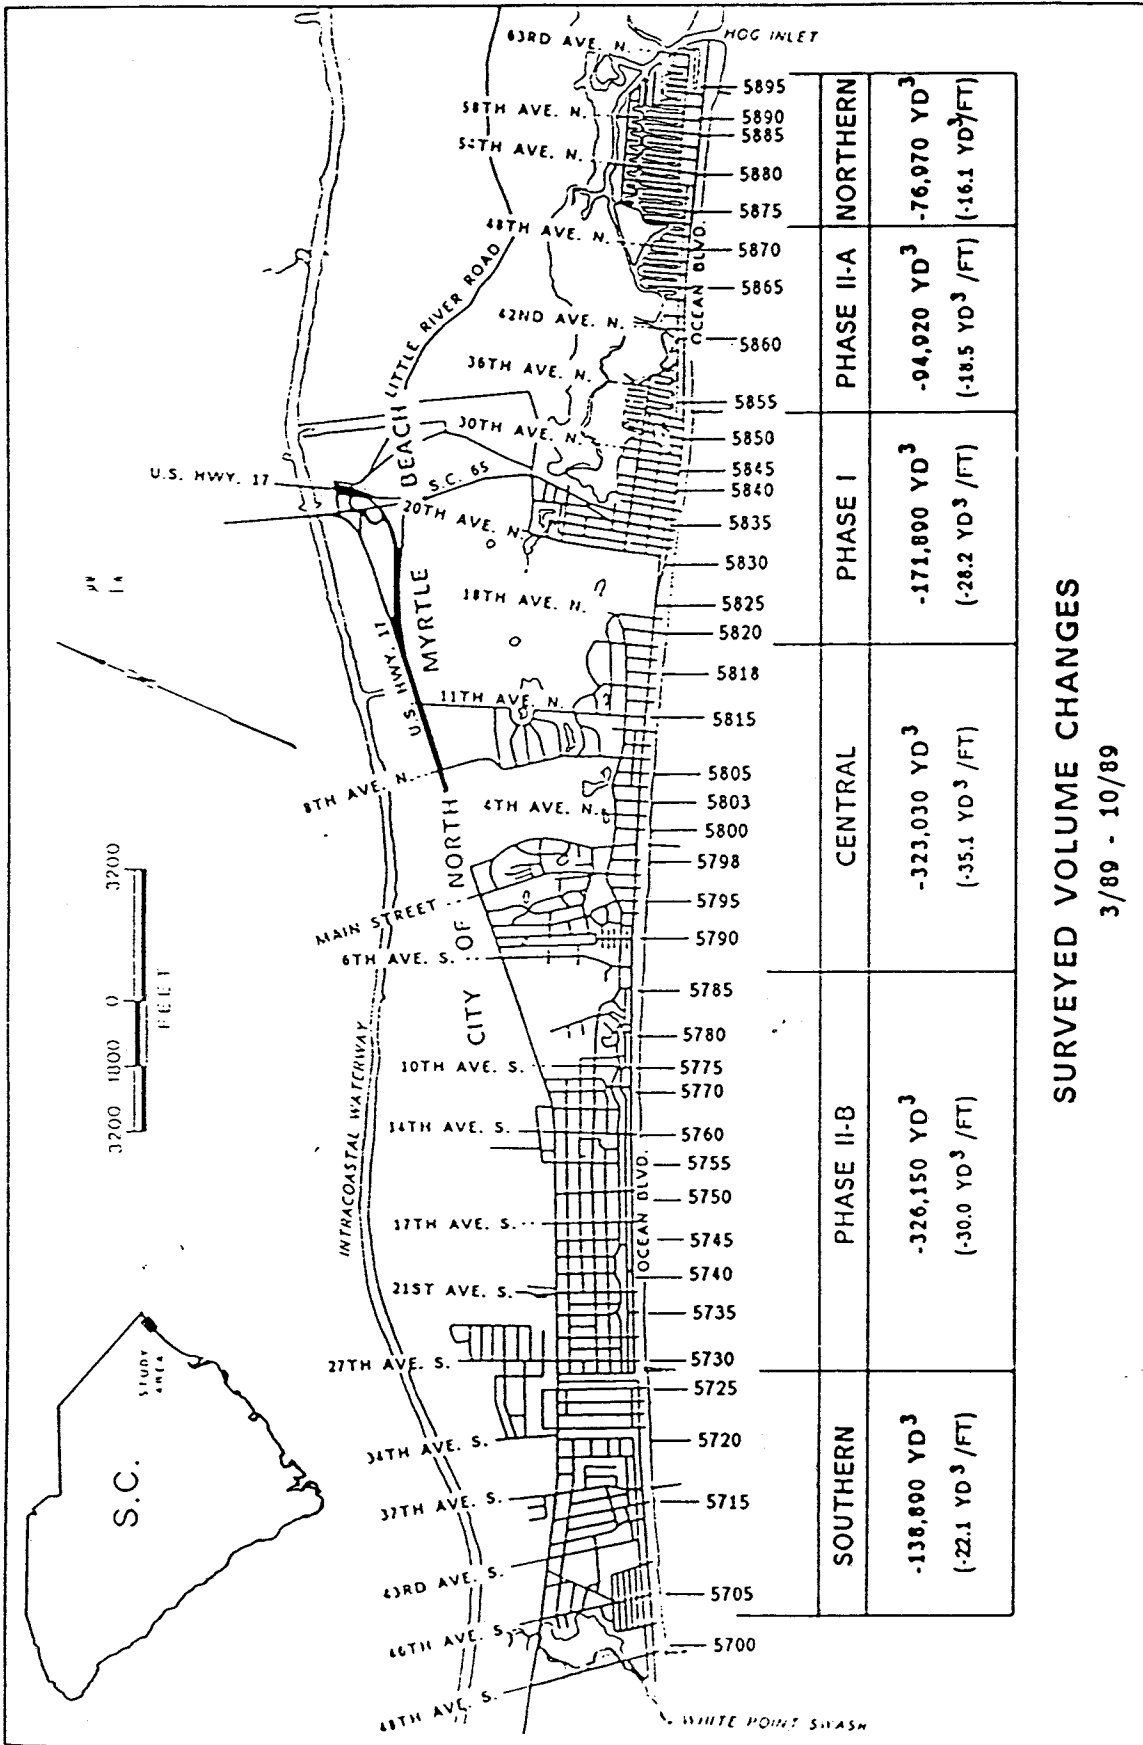 HOG INLET
63RD AVE. N.
58TH AVE. N.
54TH AVE. N.
48TH AVE. N.
42ND AVE. N.
36TH AVE. N.
30TH AVE. N.
20TH AVE. N.
18TH AVE. N.
11TH AVE. N.
8TH AVE. N.
4TH AVE. N.
MAIN STREET
6TH AVE. S.
10TH AVE. S.
14TH AVE. S.
17TH AVE. S.
21ST AVE. S.
27TH AVE. S.
34TH AVE. S.
37TH AVE. S.
43RD AVE. S.
46TH AVE. S.
48TH AVE. S.
WHITE POINT SWASH
LITTLE RIVER ROAD
U.S. HWY. 17
S.C. 65
U.S. HWY. 17
CITY OF NORTH MYRTLE BEACH
INTRACOASTAL WATERWAY
OCEAN BLVD.
OCEAN BLVD.
3200 1800 0 3200
FEET
S.C.
STUDY
AREA
5895
5890
5885
5880
5875
5870
5865
5860
5855
5850
5845
5840
5835
5830
5825
5820
5818
5815
5805
5803
5800
5798
5795
5790
5785
5780
5775
5770
5760
5755
5750
5745
5740
5735
5730
5725
5720
5715
5705
5700
SOUTHERN PHASE II-B CENTRAL PHASE I PHASE II-A NORTHERN
-138,890 YD³ -326,150 YD³ -323,030 YD³ -171,890 YD³ -94,920 YD³ -76,970 YD³
(-22.1 YD³/FT) (-30.0 YD³/FT) (-35.1 YD³/FT) (-28.2 YD³/FT) (-18.5 YD³/FT) (-16.1 YD³/FT)
SURVEYED VOLUME CHANGES
3/89 - 10/89